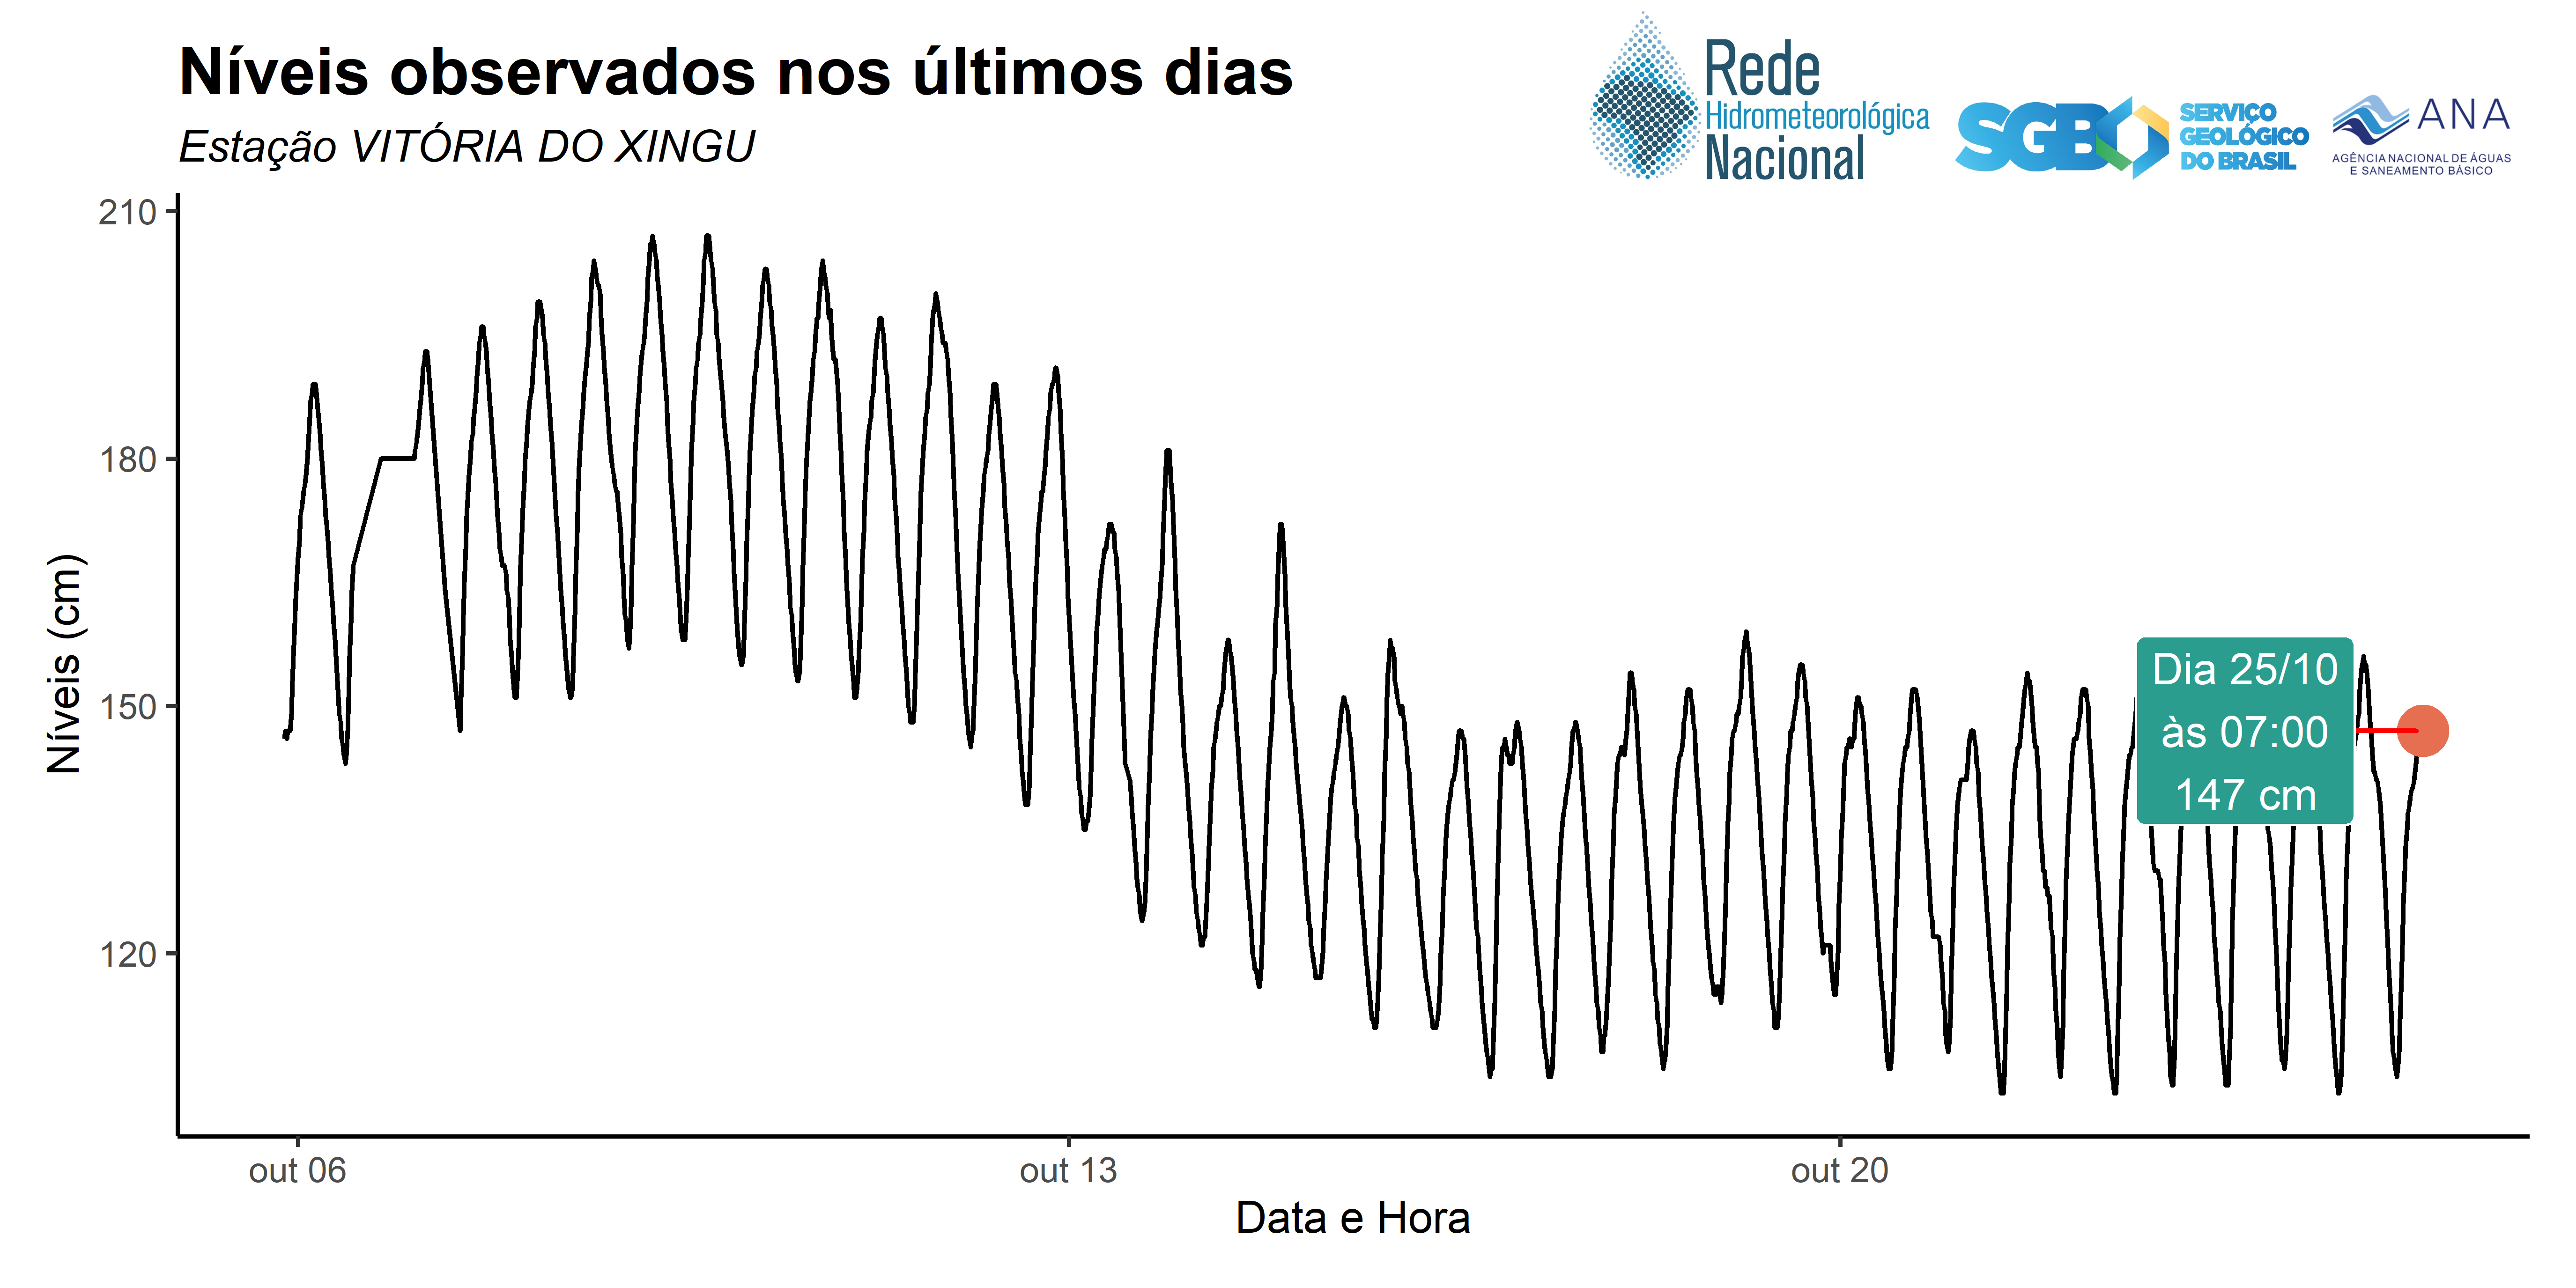 Níveis observados nos últimos dias
Estação VITÓRIA DO XINGU
Rede
Hidrometeorológica
Nacional
SGB
SERVIÇO
GEOLÓGICO
DO BRASIL
ANA
AGÊNCIA NACIONAL DE ÁGUAS
E SANEAMENTO BÁSICO
210
180
150
120
Níveis (cm)
Dia 25/10
às 07:00
147 cm
out 06
out 13
out 20
Data e Hora